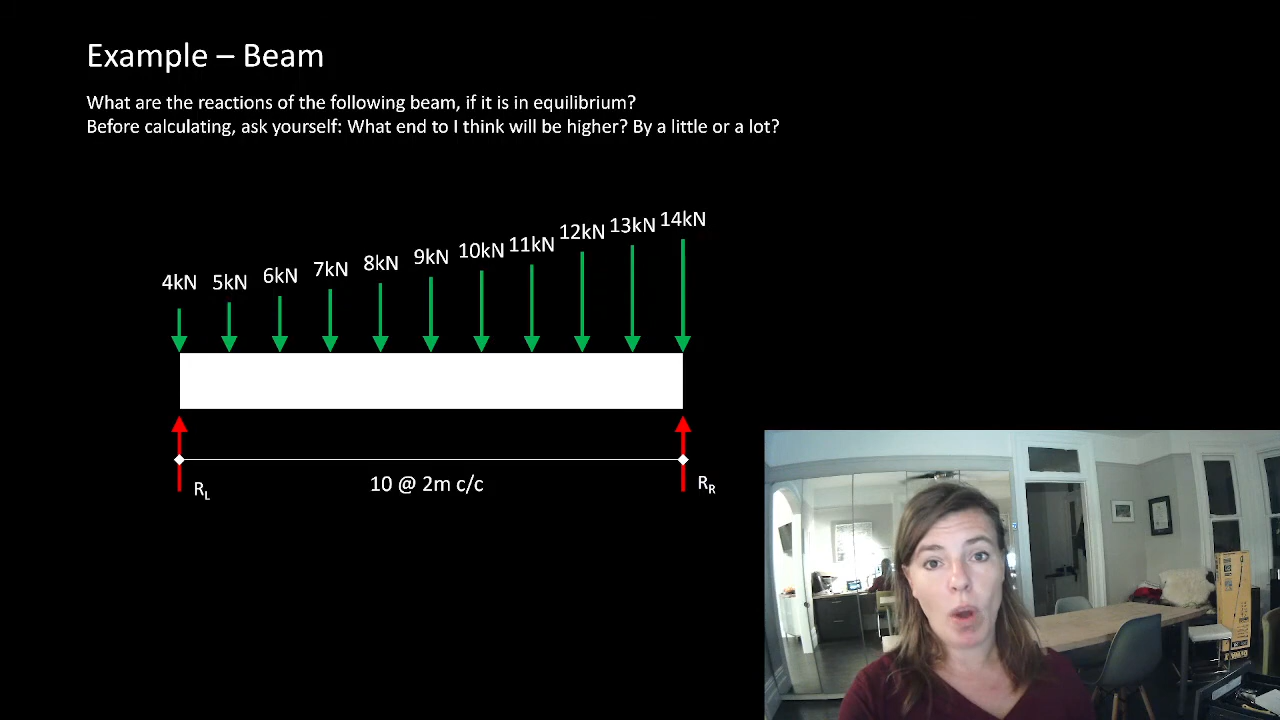 Example – Beam
What are the reactions of the following beam, if it is in equilibrium?
Before calculating, ask yourself: What end to I think will be higher? By a little or a lot?
4kN 5kN 6kN 7kN 8kN 9kN 10kN 11kN 12kN 13kN 14kN
RL 10 @ 2m c/c RR